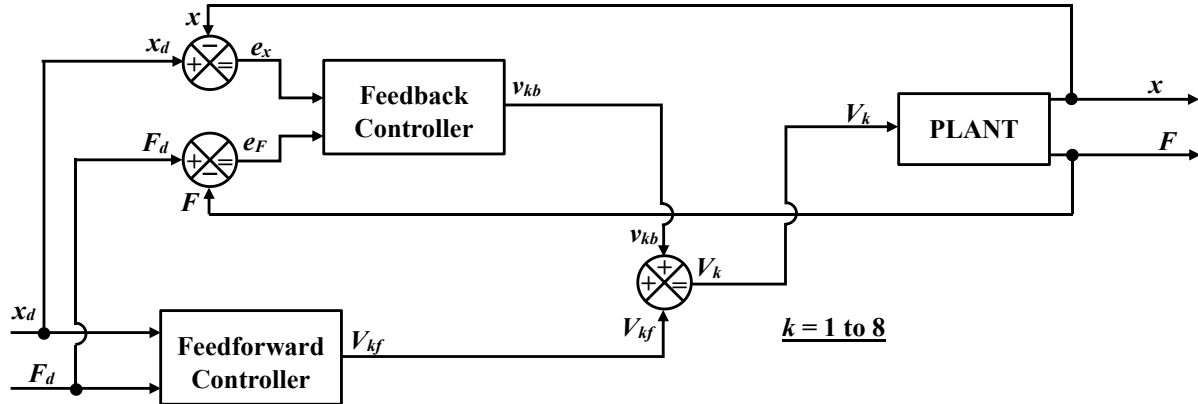 x
−
x_d
+
=
e_x
Feedback
Controller
v_kb
F_d
+
−
=
e_F
F
V_k
PLANT
x
F
v_kb
+
+
=
V_k
V_kf
k = 1 to 8
x_d
F_d
Feedforward
Controller
V_kf